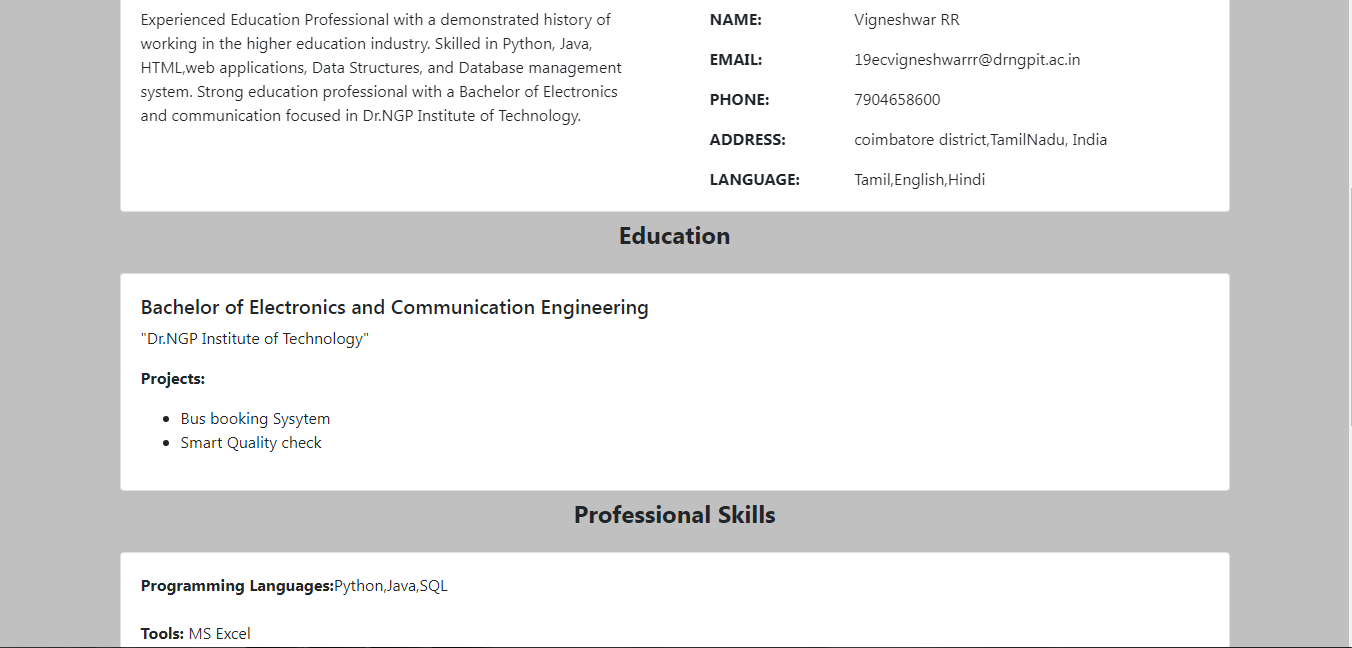 Experienced Education Professional with a demonstrated history of
working in the higher education industry. Skilled in Python, Java,
HTML,web applications, Data Structures, and Database management
system. Strong education professional with a Bachelor of Electronics
and communication focused in Dr.NGP Institute of Technology.
NAME: Vigneshwar RR
EMAIL: 19ecvigneshwarrr@drngpit.ac.in
PHONE: 7904658600
ADDRESS: coimbatore district,TamilNadu, India
LANGUAGE: Tamil,English,Hindi
Education
Bachelor of Electronics and Communication Engineering
"Dr.NGP Institute of Technology"
Projects:
• Bus booking Sysytem
• Smart Quality check
Professional Skills
Programming Languages:Python,Java,SQL
Tools: MS Excel